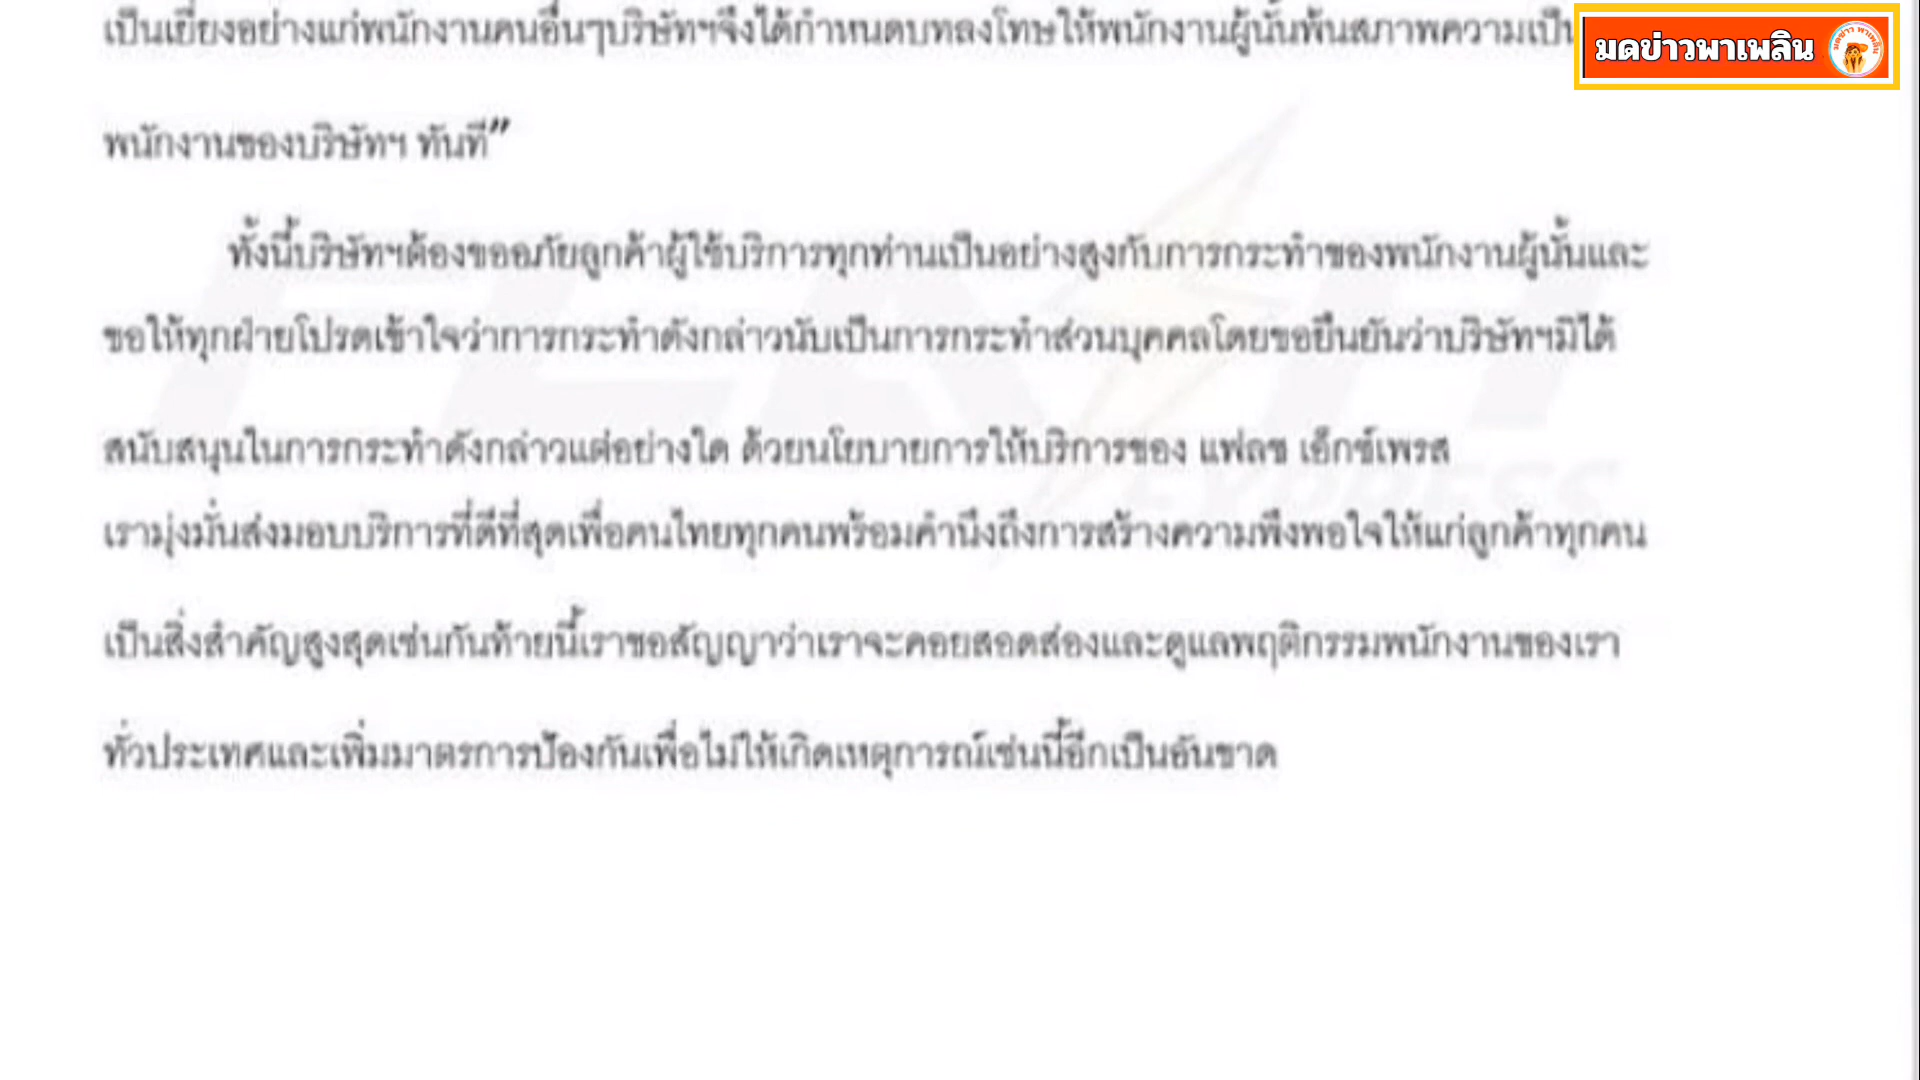 เป็นเยี่ยงอย่างแก่พนักงานคนอื่นๆบริษัทฯจึงได้กำหนดบทลงโทษให้พนักงานผู้นั้นพ้นสภาพความเป็น
มดข่าวพาเพลิน
พนักงานของบริษัทฯ ทันที”
ทั้งนี้บริษัทฯต้องขออภัยลูกค้าผู้ใช้บริการทุกท่านเป็นอย่างสูงกับการกระทำของพนักงานผู้นั้นและ
ขอให้ทุกฝ่ายโปรดเข้าใจว่าการกระทำดังกล่าวนับเป็นการกระทำส่วนบุคคลโดยขอยืนยันว่าบริษัทฯมิได้
สนับสนุนในการกระทำดังกล่าวแต่อย่างใด ด้วยนโยบายการให้บริการของ แฟลช เอ็กซ์เพรส
เรามุ่งมั่นส่งมอบบริการที่ดีที่สุดเพื่อคนไทยทุกคนพร้อมคำนึงถึงการสร้างความพึงพอใจให้แก่ลูกค้าทุกคน
เป็นสิ่งสำคัญสูงสุดเช่นกันท้ายนี้เราขอสัญญาว่าเราจะคอยสอดส่องและดูแลพฤติกรรมพนักงานของเรา
ทั่วประเทศและเพิ่มมาตรการป้องกันเพื่อไม่ให้เกิดเหตุการณ์เช่นนี้อีกเป็นอันขาด